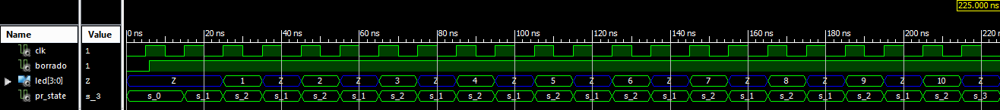 225.000 ns
Name Value 0 ns 20 ns 40 ns 60 ns 80 ns 100 ns 120 ns 140 ns 160 ns 180 ns 200 ns 220
clk 1
borrado 1
led[3:0] Z Z 1 Z 2 Z 3 Z 4 Z 5 Z 6 Z 7 Z 8 Z 9 Z 10 Z
pr_state s_3 s_0 s_1 s_2 s_1 s_2 s_1 s_2 s_1 s_2 s_1 s_2 s_1 s_2 s_1 s_2 s_1 s_2 s_1 s_2 s_1 s_2 s_3